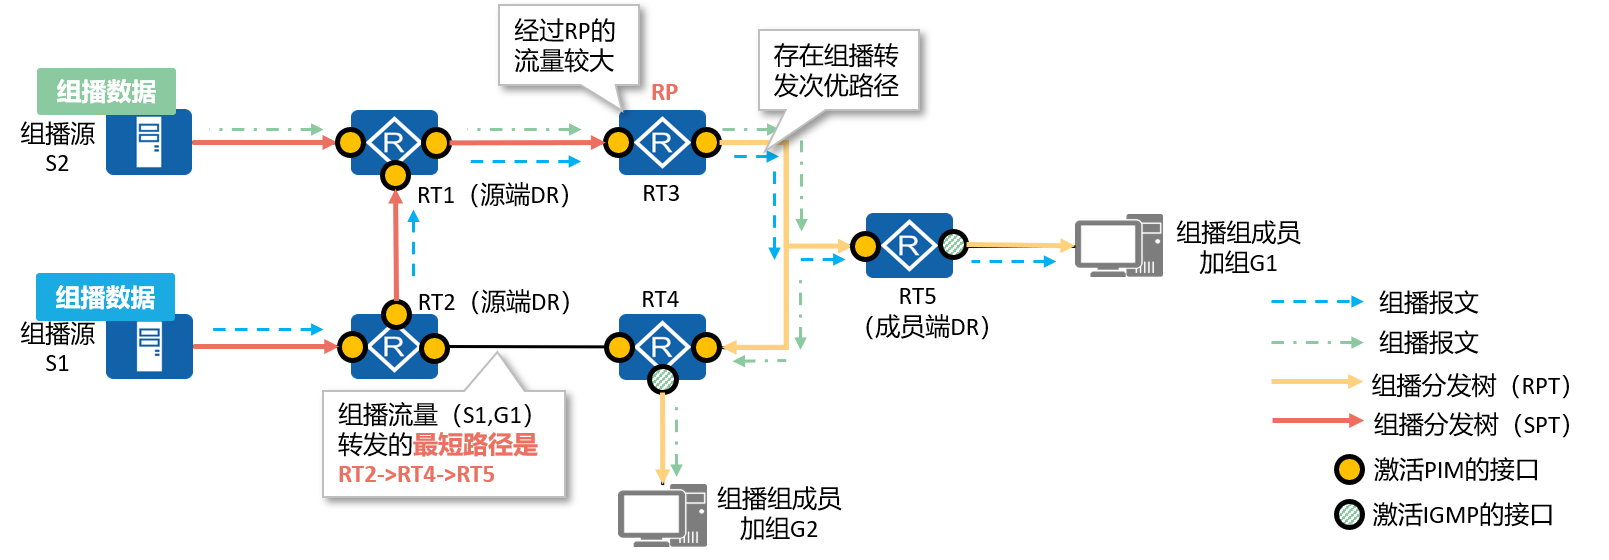 经过RP的
流量较大
存在组播转
发次优路径
组播数据
RP
组播源
S2
R
R
RT1（源端DR）
RT3
R
组播组成员
加组G1
组播数据
RT2（源端DR）
RT4
RT5
（成员端DR）
组播源
S1
R
R
组播流量（S1,G1）
转发的最短路径是
RT2->RT4->RT5
组播组成员
加组G2
组播报文
组播报文
组播分发树（RPT）
组播分发树（SPT）
激活PIM的接口
激活IGMP的接口